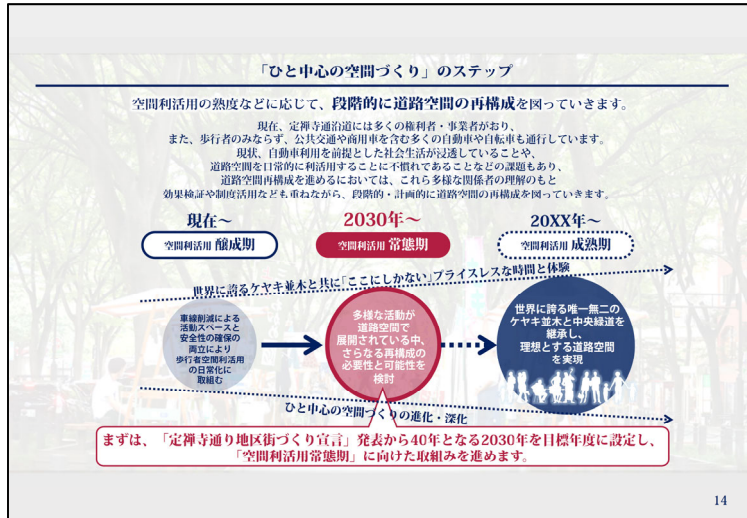 「ひと中心の空間づくり」のステップ
空間利活用の熟度などに応じて、段階的に道路空間の再構成を図っていきます。
現在、定禅寺通沿道には多くの権利者・事業者がおり、
また、歩行者のみならず、公共交通や商用車を含む多くの自動車や自転車も通行しています。
現状、自動車利用を前提とした社会生活が浸透していることや、
道路空間を日常的に利活用することに不慣れであることなどの課題もあり、
道路空間再構成を進めるにおいては、これら多様な関係者の理解のもと
効果検証や制度活用なども重ねながら、段階的・計画的に道路空間の再構成を図っていきます。
現在～
2030年～
20XX年～
空間利活用 醸成期
空間利活用 常態期
空間利活用 成熟期
世界に誇るケヤキ並木と共に「ここにしかない」プライスレスな時間と体験
車線削減による
活動スペースと
安全性の確保の
両立により
歩行者空間利活用
の日常化に
取組む
多様な活動が
道路空間で
展開されている中、
さらなる再構成の
必要性と可能性を
検討
世界に誇る唯一無二の
ケヤキ並木と中央緑道を
継承し、
理想とする道路空間
を実現
ひと中心の空間づくりの進化・深化
まずは、「定禅寺通り地区街づくり宣言」発表から40年となる2030年を目標年度に設定し、
「空間利活用常態期」に向けた取組みを進めます。
14